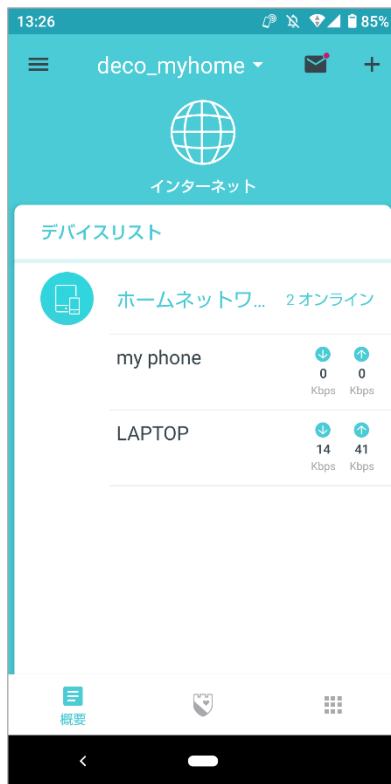 13:26
85%
deco_myhome
インターネット
デバイスリスト
ホームネットワ... 2 オンライン
my phone
0 0
Kbps Kbps
LAPTOP
14 41
Kbps Kbps
概要